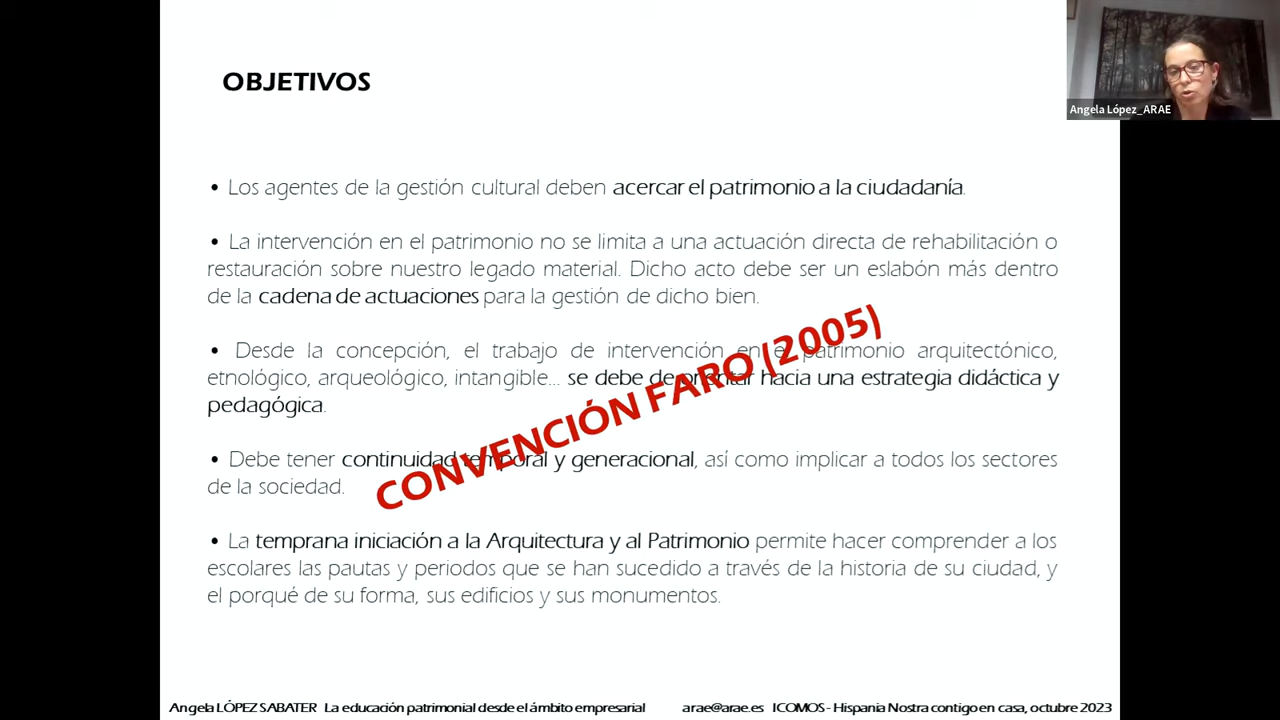 OBJETIVOS
Angela López_ARAE
• Los agentes de la gestión cultural deben acercar el patrimonio a la ciudadanía.
• La intervención en el patrimonio no se limita a una actuación directa de rehabilitación o
restauración sobre nuestro legado material. Dicho acto debe ser un eslabón más dentro
de la cadena de actuaciones para la gestión de dicho bien.
• Desde la concepción, el trabajo de intervención en el patrimonio arquitectónico,
etnológico, arqueológico, intangible... se debe de orientar hacia una estrategia didáctica y
pedagógica.
• Debe tener continuidad temporal y generacional, así como implicar a todos los sectores
de la sociedad.
CONVENCIÓN FARO (2005)
• La temprana iniciación a la Arquitectura y al Patrimonio permite hacer comprender a los
escolares las pautas y periodos que se han sucedido a través de la historia de su ciudad, y
el porqué de su forma, sus edificios y sus monumentos.
Angela LÓPEZ SABATER La educación patrimonial desde el ámbito empresarial arae@arae.es ICOMOS - Hispania Nostra contigo en casa, octubre 2023